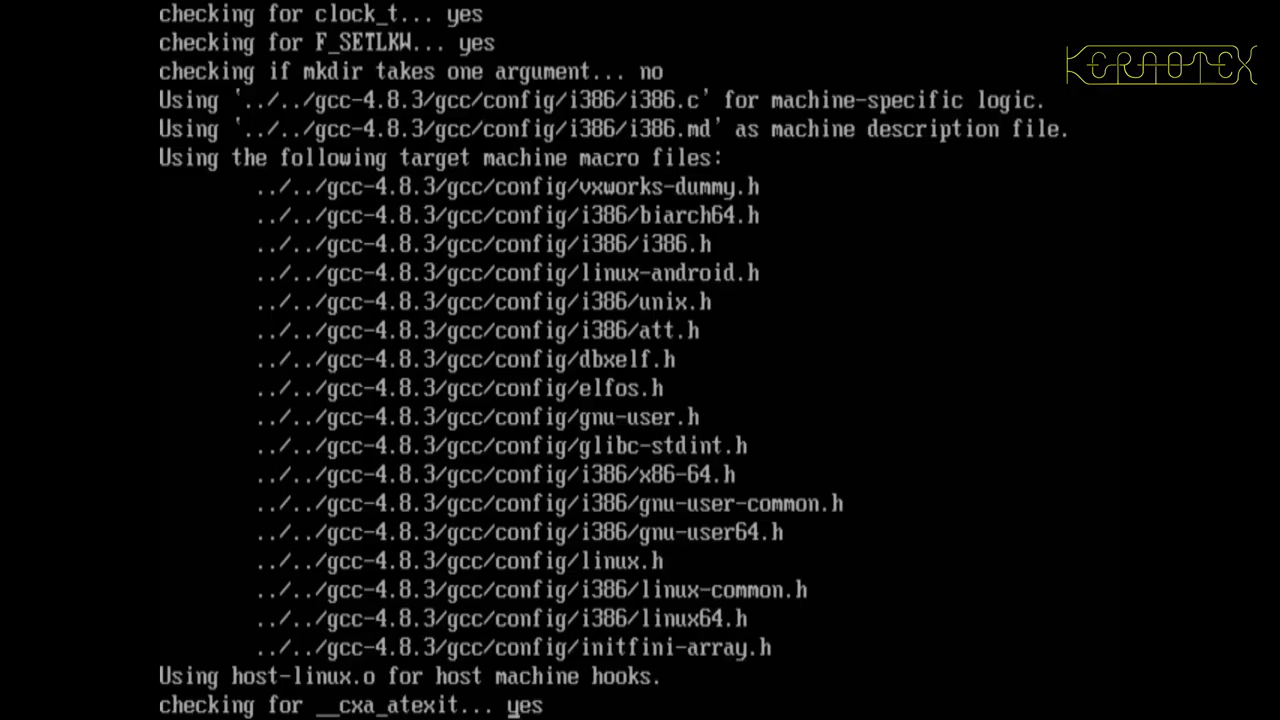 checking for clock_t... yes
checking for F_SETLKW... yes
checking if mkdir takes one argument... no
Using `../../gcc-4.8.3/gcc/config/i386/i386.c' for machine-specific logic.
Using `../../gcc-4.8.3/gcc/config/i386/i386.md' as machine description file.
Using the following target machine macro files:
../../gcc-4.8.3/gcc/config/vxworks-dummy.h
../../gcc-4.8.3/gcc/config/i386/biarch64.h
../../gcc-4.8.3/gcc/config/i386/i386.h
../../gcc-4.8.3/gcc/config/linux-android.h
../../gcc-4.8.3/gcc/config/i386/unix.h
../../gcc-4.8.3/gcc/config/i386/att.h
../../gcc-4.8.3/gcc/config/dbxelf.h
../../gcc-4.8.3/gcc/config/elfos.h
../../gcc-4.8.3/gcc/config/gnu-user.h
../../gcc-4.8.3/gcc/config/glibc-stdint.h
../../gcc-4.8.3/gcc/config/i386/x86-64.h
../../gcc-4.8.3/gcc/config/i386/gnu-user-common.h
../../gcc-4.8.3/gcc/config/i386/gnu-user64.h
../../gcc-4.8.3/gcc/config/linux.h
../../gcc-4.8.3/gcc/config/i386/linux-common.h
../../gcc-4.8.3/gcc/config/i386/linux64.h
../../gcc-4.8.3/gcc/config/initfini-array.h
Using host-linux.o for host machine hooks.
checking for __cxa_atexit... yes